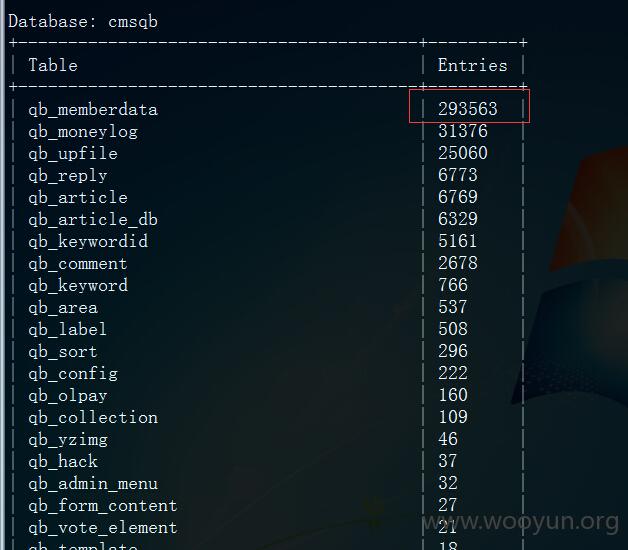 Database: cmsqb
+----------------------------------------+---------+
| Table | Entries |
+----------------------------------------+---------+
| qb_memberdata | 293563 |
| qb_moneylog | 31376 |
| qb_upfile | 25060 |
| qb_reply | 6773 |
| qb_article | 6769 |
| qb_article_db | 6329 |
| qb_keywordid | 5161 |
| qb_comment | 2678 |
| qb_keyword | 766 |
| qb_area | 537 |
| qb_label | 508 |
| qb_sort | 296 |
| qb_config | 222 |
| qb_olpay | 160 |
| qb_collection | 109 |
| qb_yzimg | 46 |
| qb_hack | 37 |
| qb_admin_menu | 32 |
| qb_form_content | 27 |
| qb_vote_element | 21 |
| qb_template | 18 |
www.wooyun.org